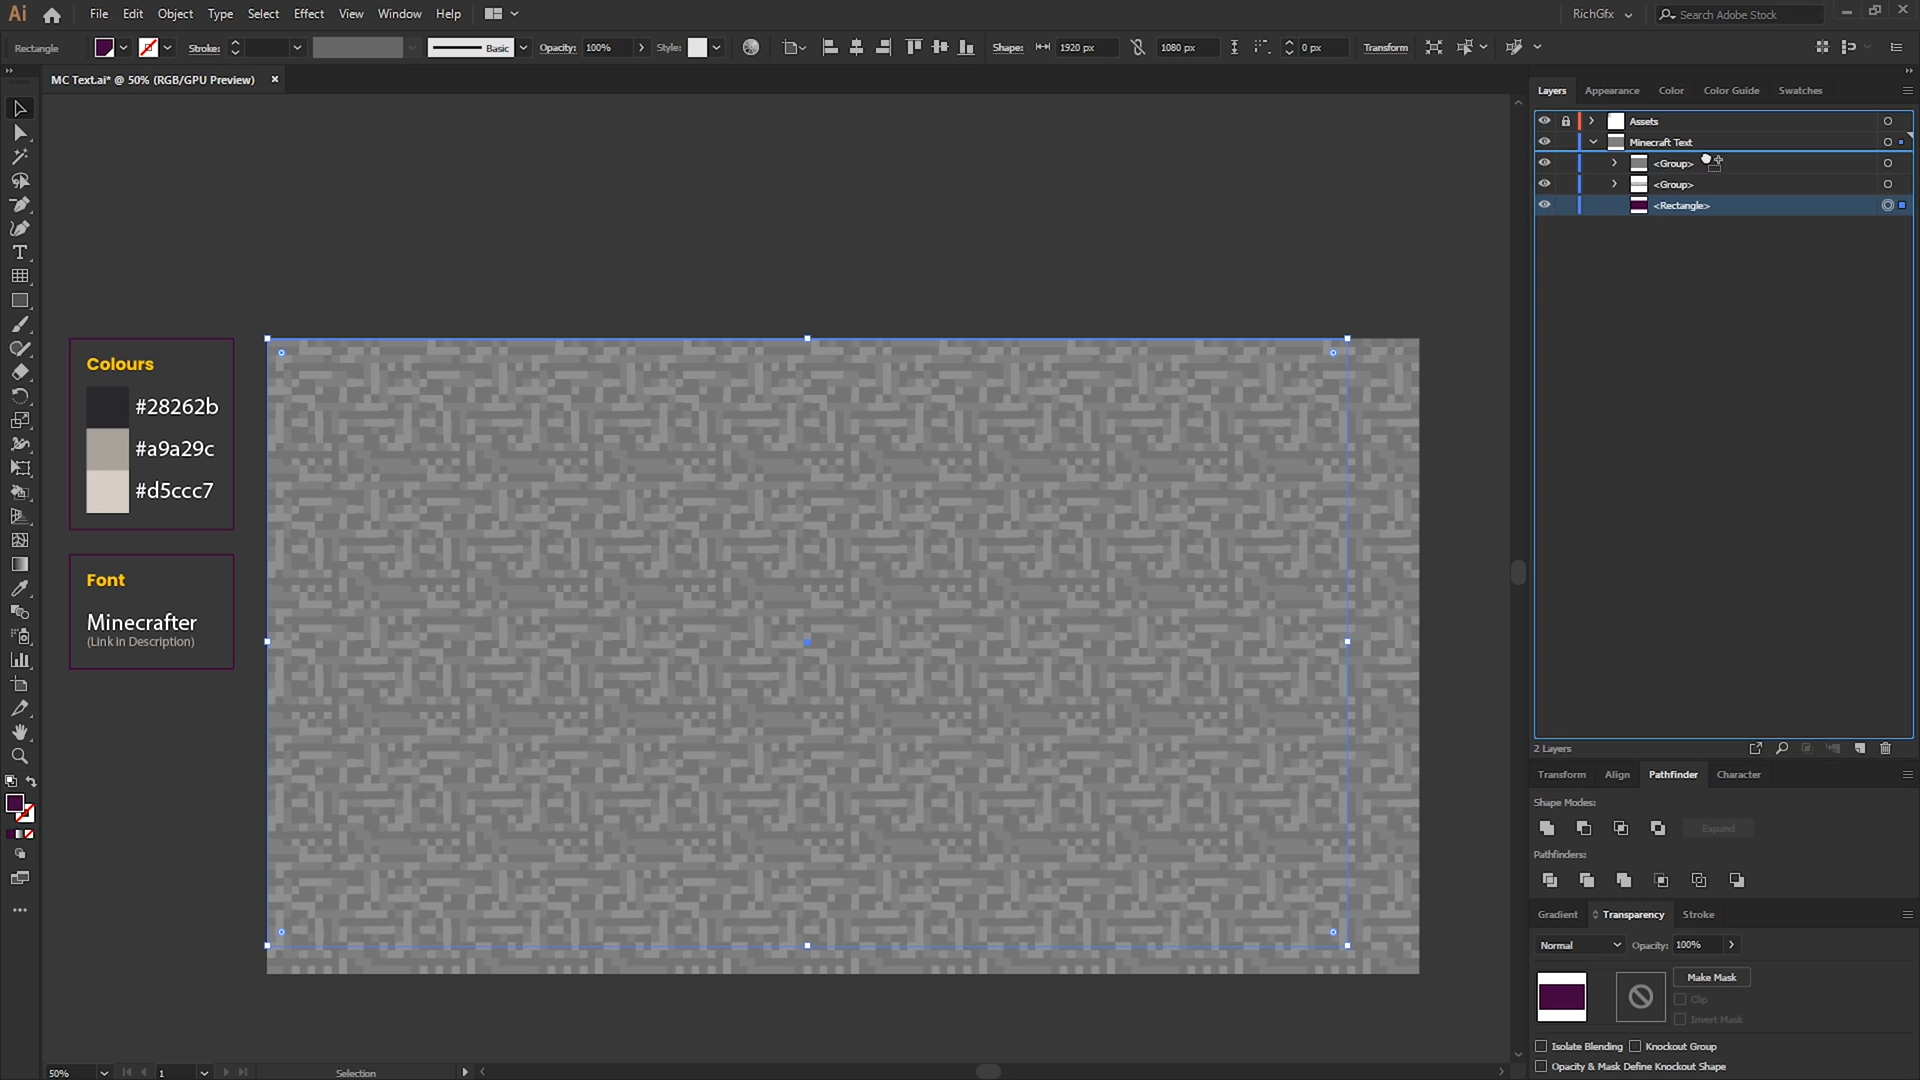 Ai File Edit Object Type Select Effect View Window Help RichGfx Search Adobe Stock
Rectangle Stroke: Basic Opacity: 100% Style: Shape: 1920 px 1080 px 0 px Transform
MC Text.ai* @ 50% (RGB/GPU Preview)
Layers Appearance Color Color Guide Swatches
Assets
Minecraft Text
<Group>
<Group>
<Rectangle>
Colours
#28262b
#a9a29c
#d5ccc7
Font
Minecrafter
(Link in Description)
2 Layers
Transform Align Pathfinder Character
Shape Modes:
Expand
Pathfinders:
Gradient Transparency Stroke
Normal Opacity: 100%
Make Mask
Clip
Invert Mask
Isolate Blending Knockout Group
Opacity & Mask Define Knockout Shape
50% 1 Selection